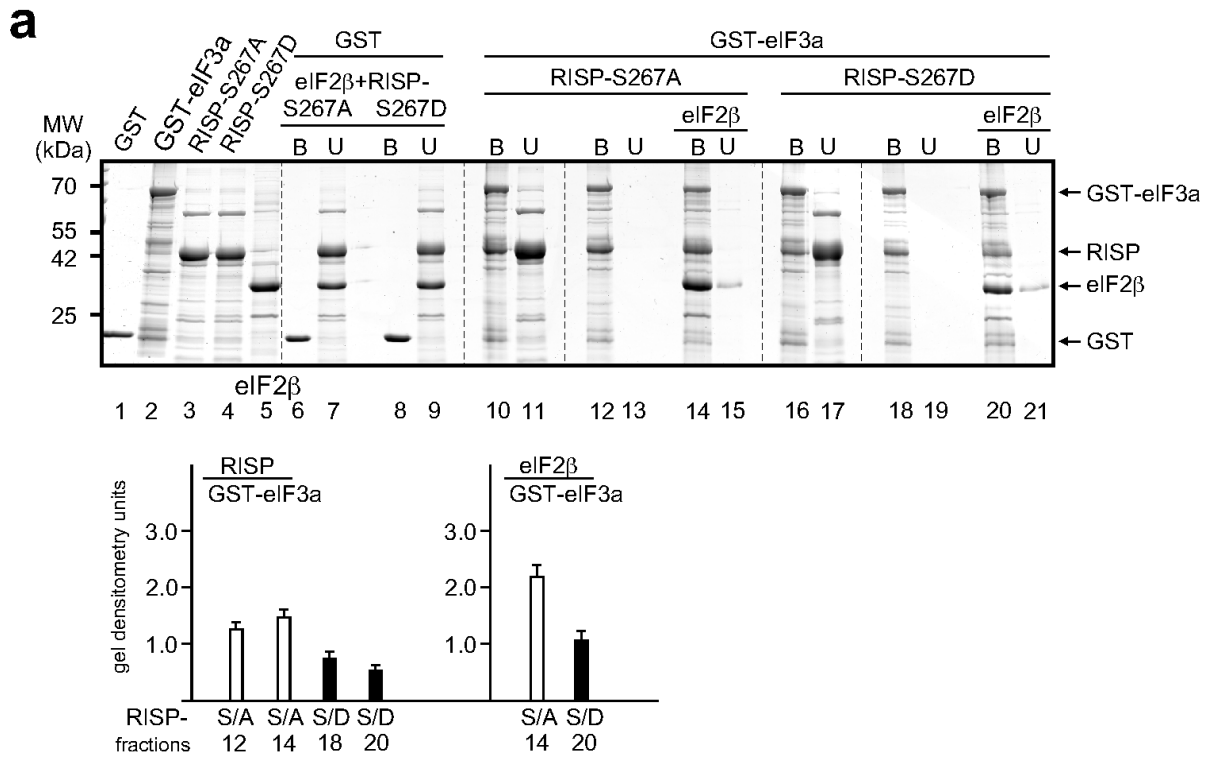 a
GST
GST-eIF3a
RISP-S267A
RISP-S267D
GST
eIF2β+RISP-
S267A S267D
GST-eIF3a
RISP-S267A RISP-S267D
eIF2β eIF2β
MW
(kDa)
B U B U B U B U B U B U B U B U
70
55
42
25
GST-eIF3a
RISP
eIF2β
GST
eIF2β
1 2 3 4 5 6 7 8 9 10 11 12 13 14 15 16 17 18 19 20 21
gel densitometry units
RISP
GST-eIF3a
3.0
2.0
1.0
RISP- S/A S/A S/D S/D
fractions 12 14 18 20
eIF2β
GST-eIF3a
3.0
2.0
1.0
S/A S/D
14 20